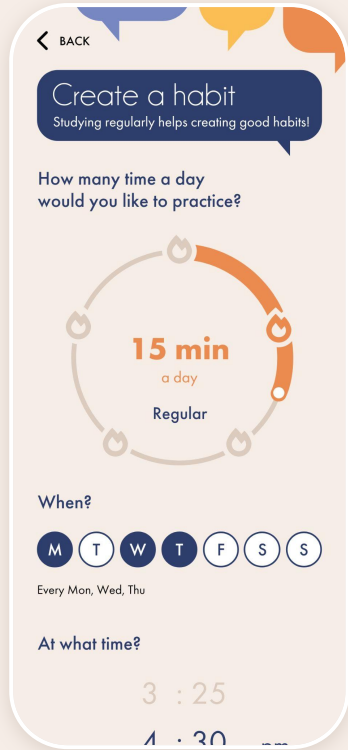 BACK
Create a habit
Studying regularly helps creating good habits!
How many time a day
would you like to practice?
15 min
a day
Regular
When?
M T W T F S S
Every Mon, Wed, Thu
At what time?
3 : 25
4 : 30 pm